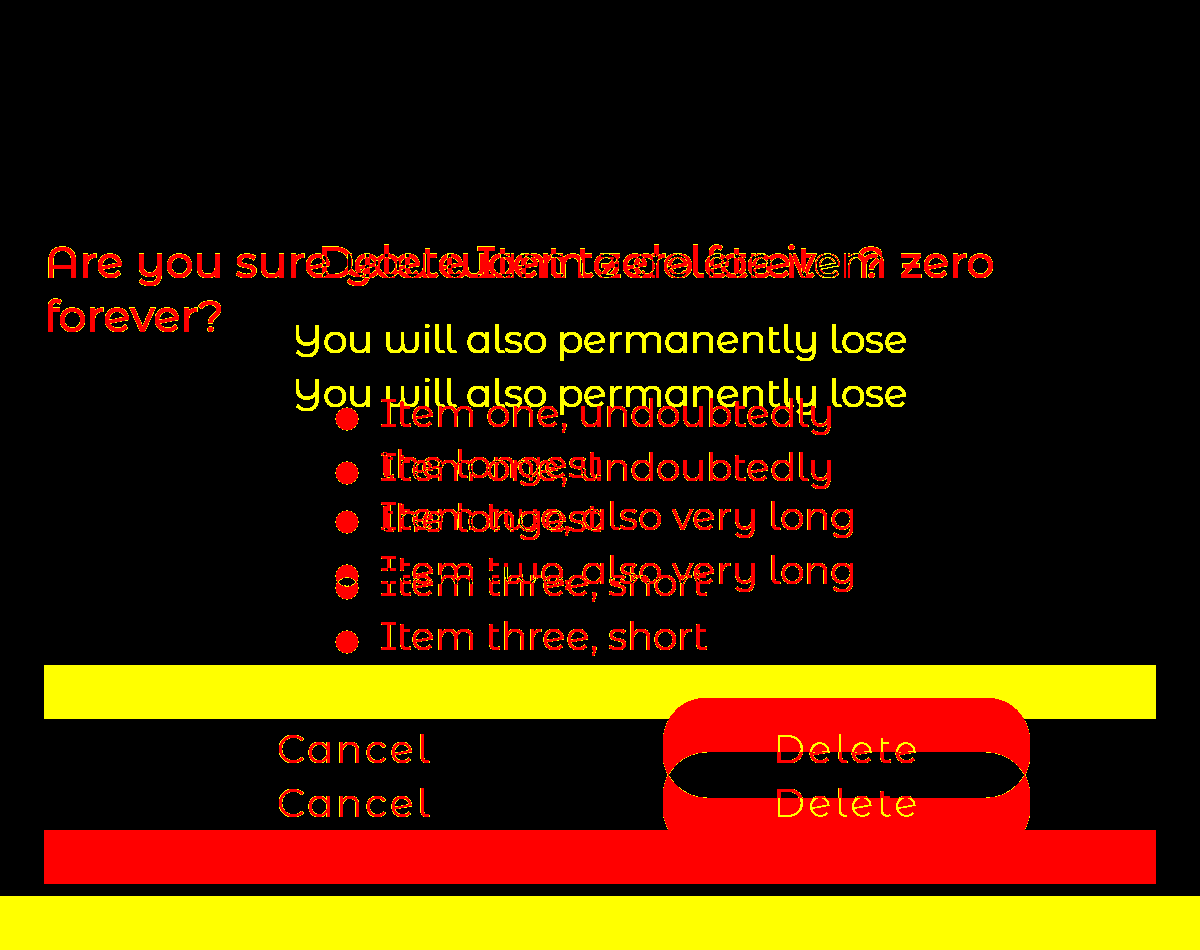 Are you sure you want to delete item zero
forever?
Delete Item zero forever?
You will also permanently lose
You will also permanently lose
Item one, undoubtedly
the longest
Item one, undoubtedly
the longest
Item two, also very long
Item two, also very long
Item three, short
Item three, short
Cancel Delete
Cancel Delete